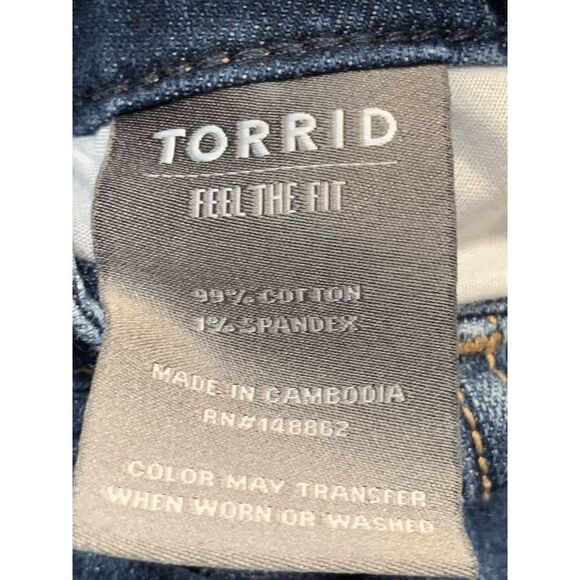 TORRID
FEEL THE FIT
99% COTTON
1% SPANDEX
MADE IN CAMBODIA
RN#148862
COLOR MAY TRANSFER
WHEN WORN OR WASHED